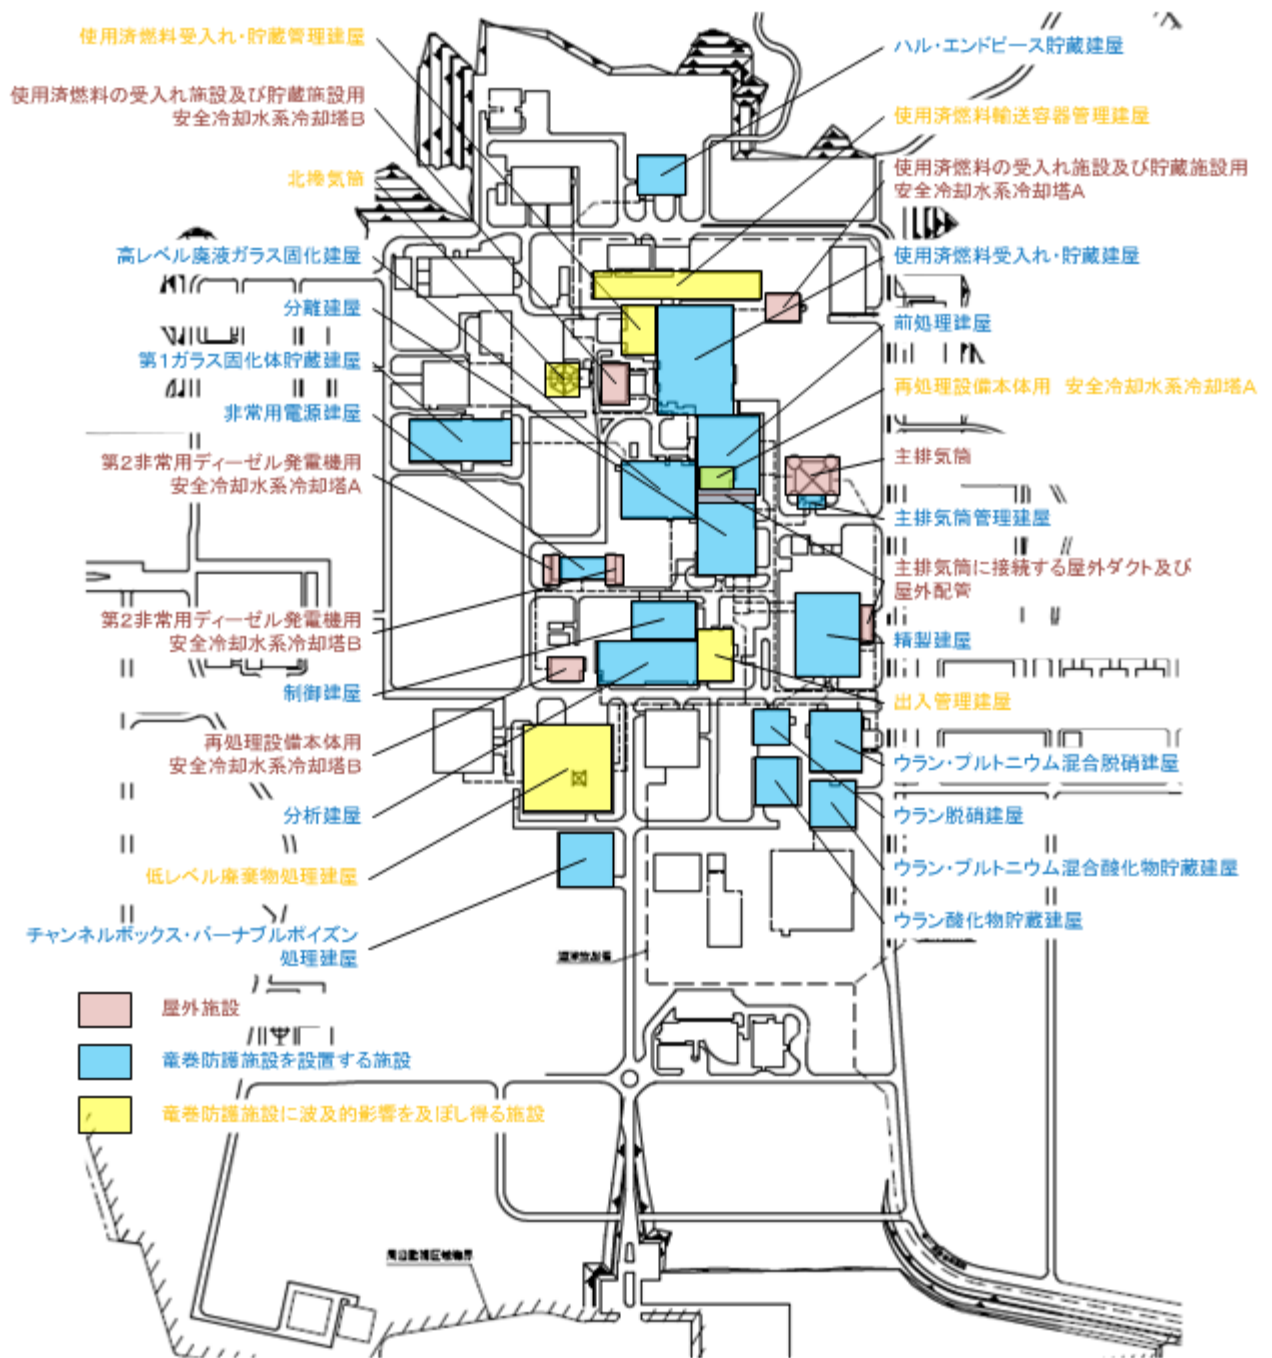 使用済燃料受入れ・貯蔵管理建屋
使用済燃料の受入れ施設及び貯蔵施設用
安全冷却水系冷却塔B
北換気筒
高レベル廃液ガラス固化建屋
分離建屋
第1ガラス固化体貯蔵建屋
非常用電源建屋
第2非常用ディーゼル発電機用
安全冷却水系冷却塔A
第2非常用ディーゼル発電機用
安全冷却水系冷却塔B
制御建屋
再処理設備本体用
安全冷却水系冷却塔B
分析建屋
低レベル廃棄物処理建屋
チャンネルボックス・バーナブルポイズン
処理建屋
ハル・エンドピース貯蔵建屋
使用済燃料輸送容器管理建屋
使用済燃料の受入れ施設及び貯蔵施設用
安全冷却水系冷却塔A
使用済燃料受入れ・貯蔵建屋
前処理建屋
再処理設備本体用　安全冷却水系冷却塔A
主排気筒
主排気筒管理建屋
主排気筒に接続する屋外ダクト及び
屋外配管
精製建屋
出入管理建屋
ウラン・プルトニウム混合脱硝建屋
ウラン脱硝建屋
ウラン・プルトニウム混合酸化物貯蔵建屋
ウラン酸化物貯蔵建屋
屋外施設
竜巻防護施設を設置する施設
竜巻防護施設に波及的影響を及ぼし得る施設